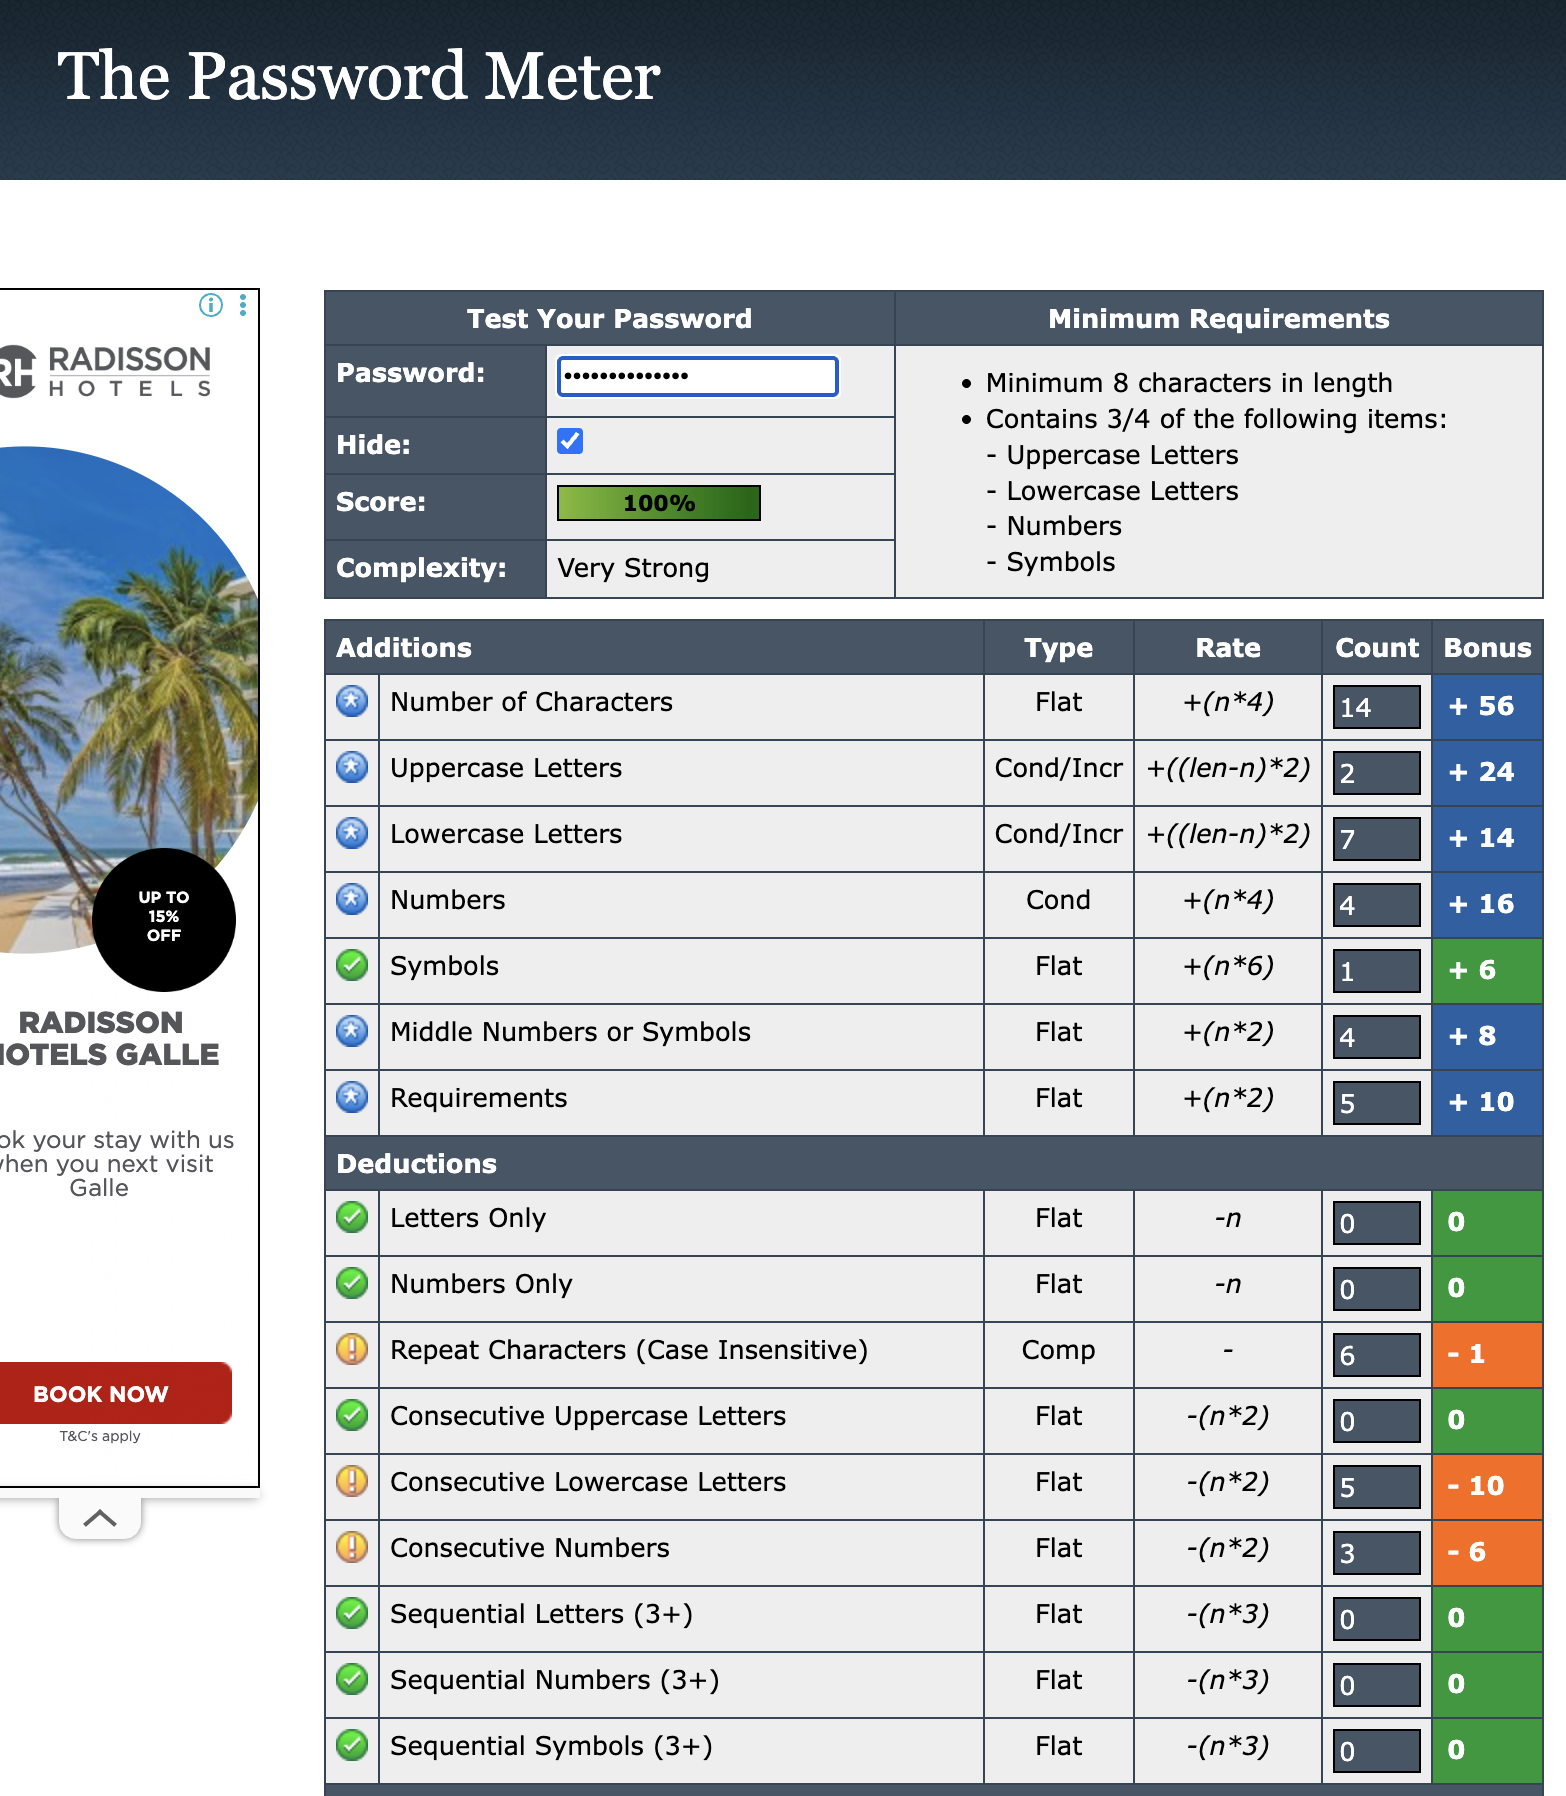 The Password Meter
RH RADISSON
HOTELS
UP TO
15%
OFF
RADISSON
HOTELS GALLE
ok your stay with us
when you next visit
Galle
BOOK NOW
T&C's apply
Test Your Password Minimum Requirements
Password: ••••••••••••••
Hide:
Score: 100%
Complexity: Very Strong
• Minimum 8 characters in length
• Contains 3/4 of the following items:
- Uppercase Letters
- Lowercase Letters
- Numbers
- Symbols
Additions Type Rate Count Bonus
Number of Characters Flat +(n*4) 14 + 56
Uppercase Letters Cond/Incr +((len-n)*2) 2 + 24
Lowercase Letters Cond/Incr +((len-n)*2) 7 + 14
Numbers Cond +(n*4) 4 + 16
Symbols Flat +(n*6) 1 + 6
Middle Numbers or Symbols Flat +(n*2) 4 + 8
Requirements Flat +(n*2) 5 + 10
Deductions
Letters Only Flat -n 0 0
Numbers Only Flat -n 0 0
Repeat Characters (Case Insensitive) Comp - 6 - 1
Consecutive Uppercase Letters Flat -(n*2) 0 0
Consecutive Lowercase Letters Flat -(n*2) 5 - 10
Consecutive Numbers Flat -(n*2) 3 - 6
Sequential Letters (3+) Flat -(n*3) 0 0
Sequential Numbers (3+) Flat -(n*3) 0 0
Sequential Symbols (3+) Flat -(n*3) 0 0